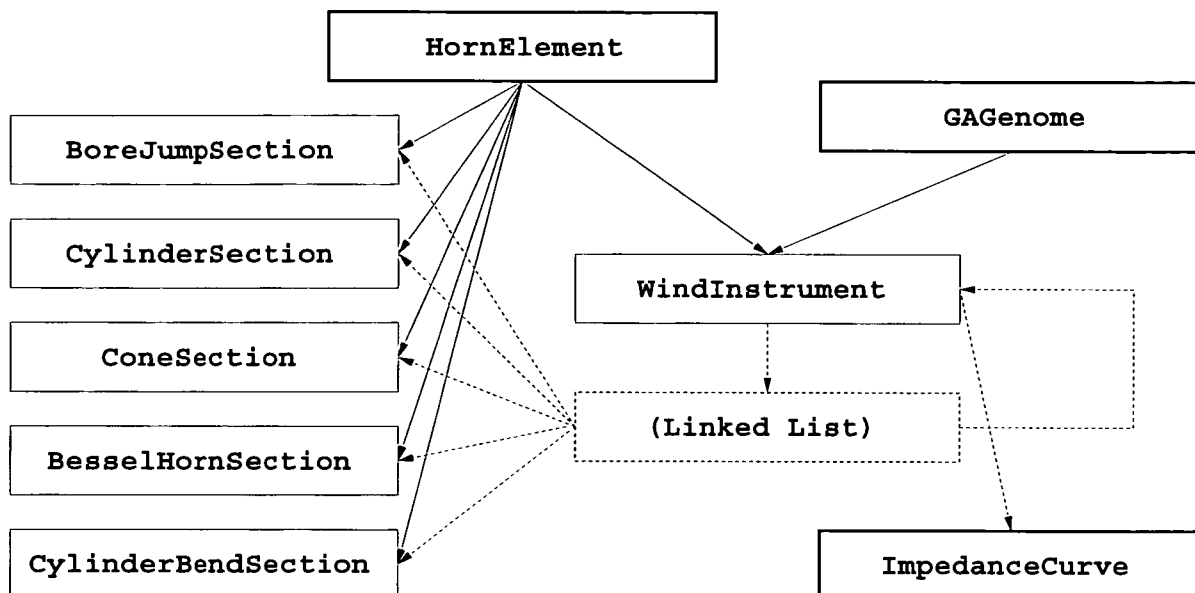 HornElement
GAGenome
BoreJumpSection
CylinderSection
WindInstrument
ConeSection
(Linked List)
BesselHornSection
CylinderBendSection
ImpedanceCurve